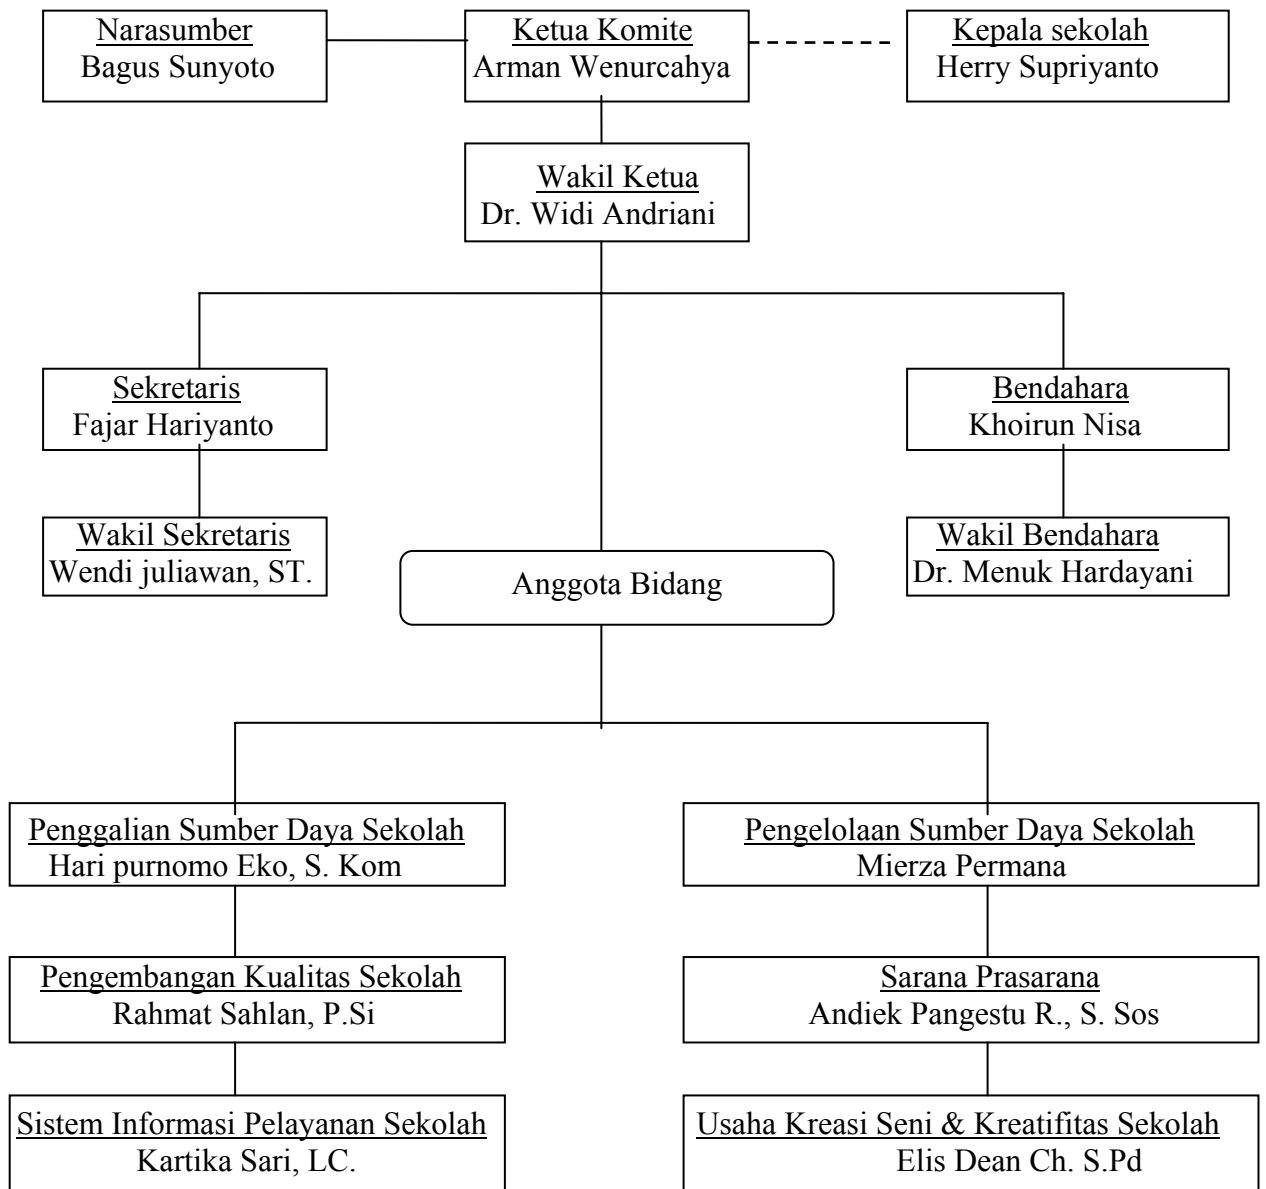 Narasumber
Bagus Sunyoto
Ketua Komite
Arman Wenurcahya
Kepala sekolah
Herry Supriyanto
Wakil Ketua
Dr. Widi Andriani
Sekretaris
Fajar Hariyanto
Bendahara
Khoirun Nisa
Wakil Sekretaris
Wendi juliawan, ST.
Wakil Bendahara
Dr. Menuk Hardayani
Anggota Bidang
Penggalian Sumber Daya Sekolah
Hari purnomo Eko, S. Kom
Pengelolaan Sumber Daya Sekolah
Mierza Permana
Pengembangan Kualitas Sekolah
Rahmat Sahlan, P.Si
Sarana Prasarana
Andiek Pangestu R., S. Sos
Sistem Informasi Pelayanan Sekolah
Kartika Sari, LC.
Usaha Kreasi Seni & Kreatifitas Sekolah
Elis Dean Ch. S.Pd